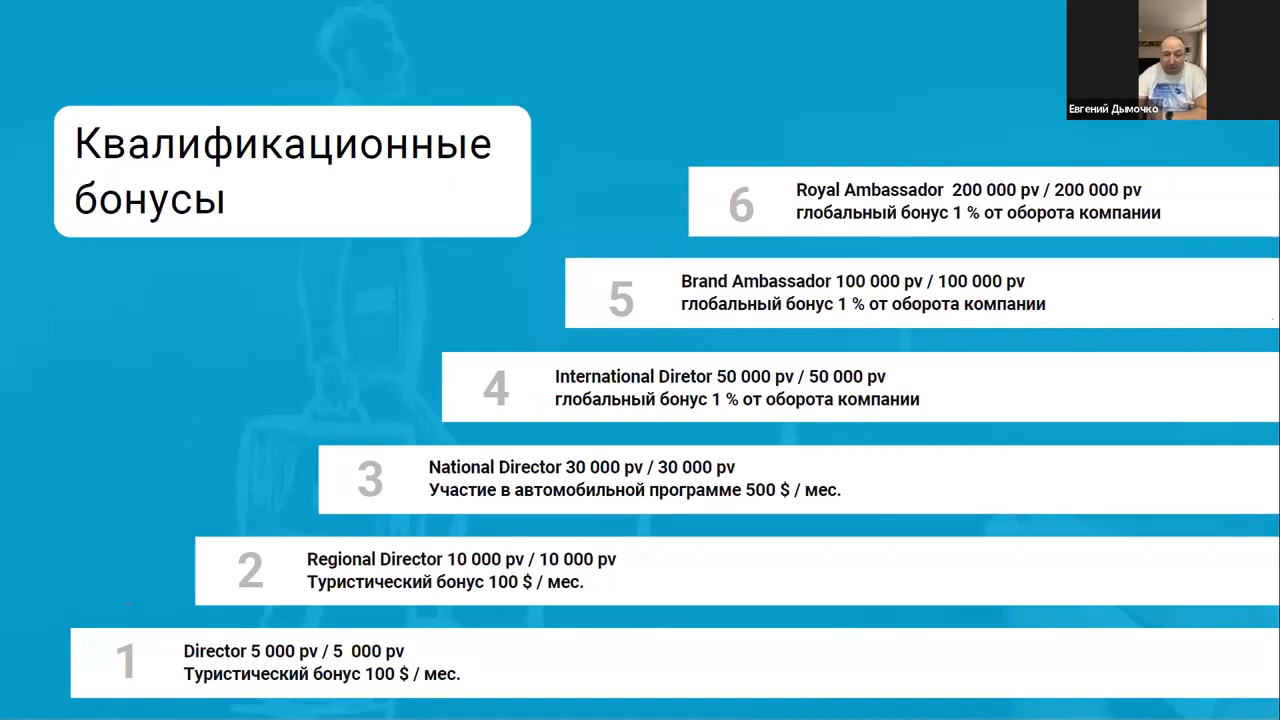 Евгений Дымочко
Квалификационные
бонусы
6
Royal Ambassador 200 000 pv / 200 000 pv
глобальный бонус 1 % от оборота компании
5
Brand Ambassador 100 000 pv / 100 000 pv
глобальный бонус 1 % от оборота компании
4
International Diretor 50 000 pv / 50 000 pv
глобальный бонус 1 % от оборота компании
3
National Director 30 000 pv / 30 000 pv
Участие в автомобильной программе 500 $ / мес.
2
Regional Director 10 000 pv / 10 000 pv
Туристический бонус 100 $ / мес.
1
Director 5 000 pv / 5 000 pv
Туристический бонус 100 $ / мес.